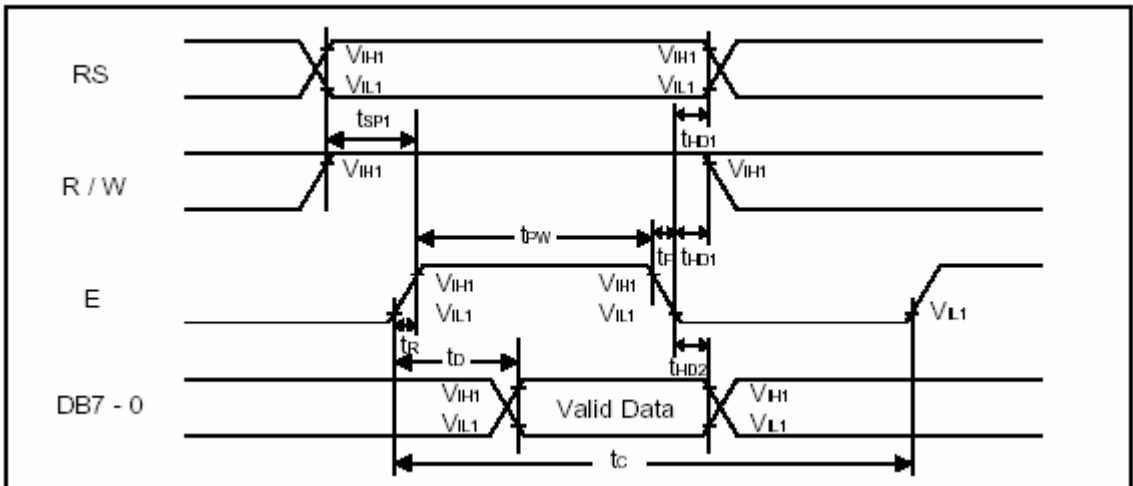 RS
VIH1
VIH1
VIL1
VIL1
tSP1
tHD1
R / W
VIH1
VIH1
tPW
tF
tHD1
E
VIH1
VIH1
VIL1
VIL1
VIL1
tR
tD
tHD2
DB7 - 0
VIH1
VIL1
Valid Data
VIH1
VIL1
tC